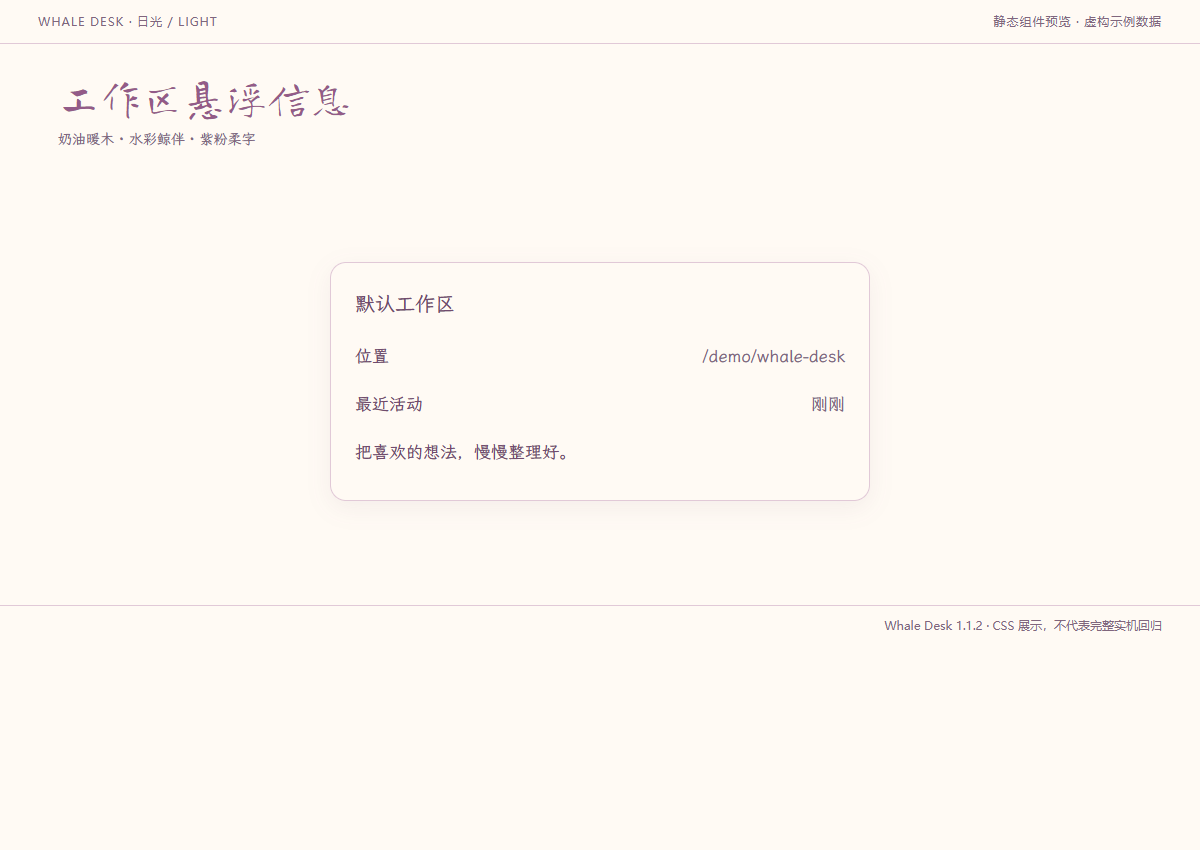 WHALE DESK · 日光 / LIGHT
静态组件预览 · 虚构示例数据
工作区悬浮信息
奶油暖木 · 水彩鲸伴 · 紫粉柔字
默认工作区
位置 /demo/whale-desk
最近活动 刚刚
把喜欢的想法，慢慢整理好。
Whale Desk 1.1.2 · CSS 展示，不代表完整实机回归